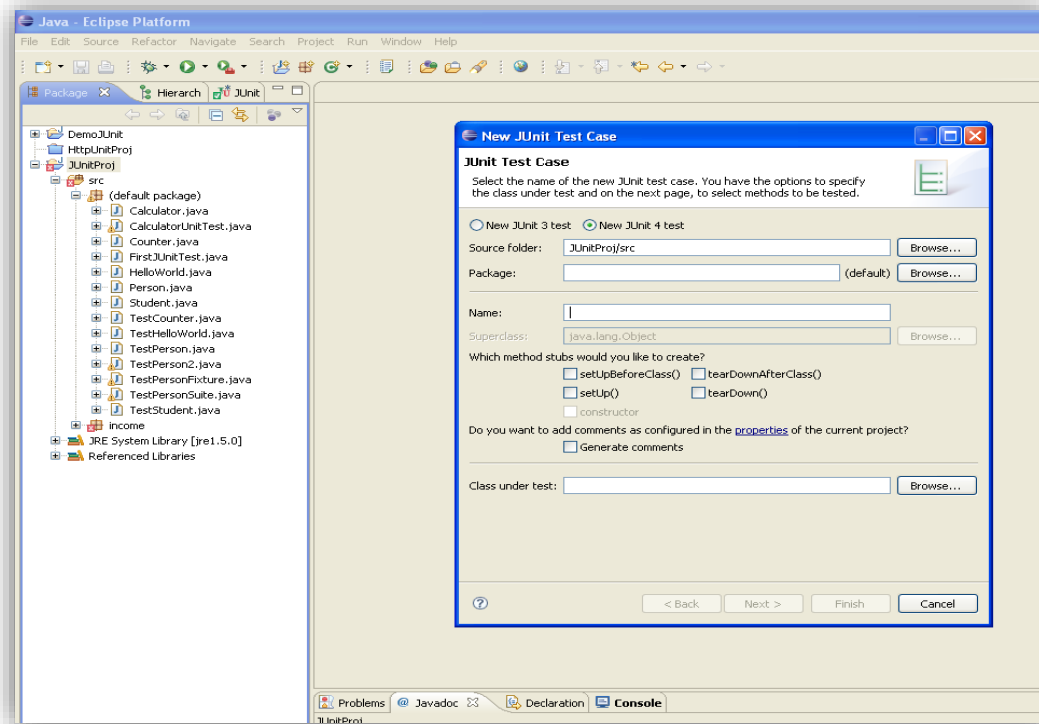 Java - Eclipse Platform
File Edit Source Refactor Navigate Search Project Run Window Help
Package Hierarch JUnit
DemoJUnit
HttpUnitProj
JUnitProj
src
(default package)
Calculator.java
CalculatorUnitTest.java
Counter.java
FirstJUnitTest.java
HelloWorld.java
Person.java
Student.java
TestCounter.java
TestHelloWorld.java
TestPerson.java
TestPerson2.java
TestPersonFixture.java
TestPersonSuite.java
TestStudent.java
income
JRE System Library [jre1.5.0]
Referenced Libraries
New JUnit Test Case
JUnit Test Case
Select the name of the new JUnit test case. You have the options to specify
the class under test and on the next page, to select methods to be tested.
New JUnit 3 test New JUnit 4 test
Source folder: JUnitProj/src Browse...
Package: (default) Browse...
Name:
Superclass: java.lang.Object Browse...
Which method stubs would you like to create?
setUpBeforeClass() tearDownAfterClass()
setUp() tearDown()
constructor
Do you want to add comments as configured in the properties of the current project?
Generate comments
Class under test: Browse...
< Back Next > Finish Cancel
Problems @ Javadoc Declaration Console
JUnitProj